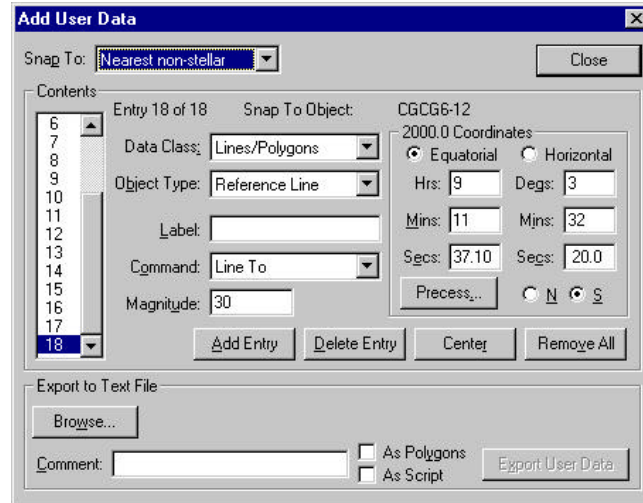 Add User Data
Snap To: Nearest non-stellar Close
Contents
Entry 18 of 18 Snap To Object: CGCG6-12
6
7
8
9
10
11
12
13
14
15
16
17
18
Data Class: Lines/Polygons
Object Type: Reference Line
Label:
Command: Line To
Magnitude: 30
2000.0 Coordinates
Equatorial Horizontal
Hrs: 9 Degs: 3
Mins: 11 Mins: 32
Secs: 37.10 Secs: 20.0
Precess... N S
Add Entry Delete Entry Center Remove All
Export to Text File
Browse...
Comment: As Polygons
As Script
Export User Data